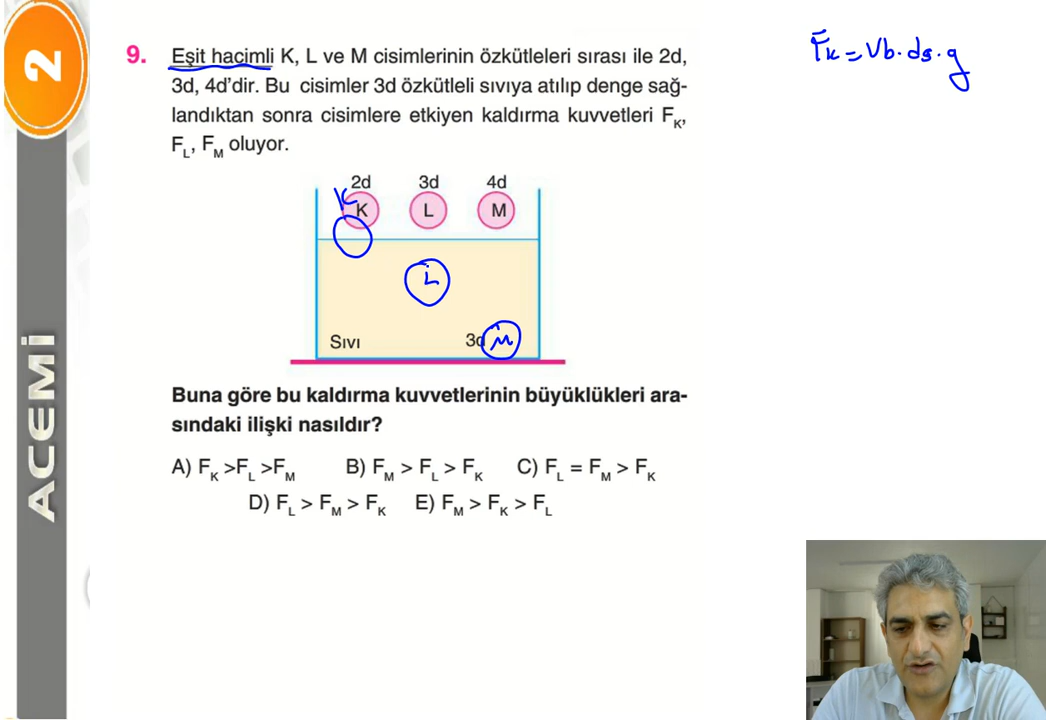 2
ACEMİ
9. Eşit hacimli K, L ve M cisimlerinin özkütleleri sırası ile 2d,
3d, 4d'dir. Bu cisimler 3d özkütleli sıvıya atılıp denge sağ-
landıktan sonra cisimlere etkiyen kaldırma kuvvetleri F_K,
F_L, F_M oluyor.
2d 3d 4d
K
K L M
L
Sıvı 3d M
Buna göre bu kaldırma kuvvetlerinin büyüklükleri ara-
sındaki ilişki nasıldır?
A) F_K >F_L >F_M B) F_M > F_L > F_K C) F_L = F_M > F_K
D) F_L > F_M > F_K E) F_M > F_K > F_L
Fk = Vb.ds.g